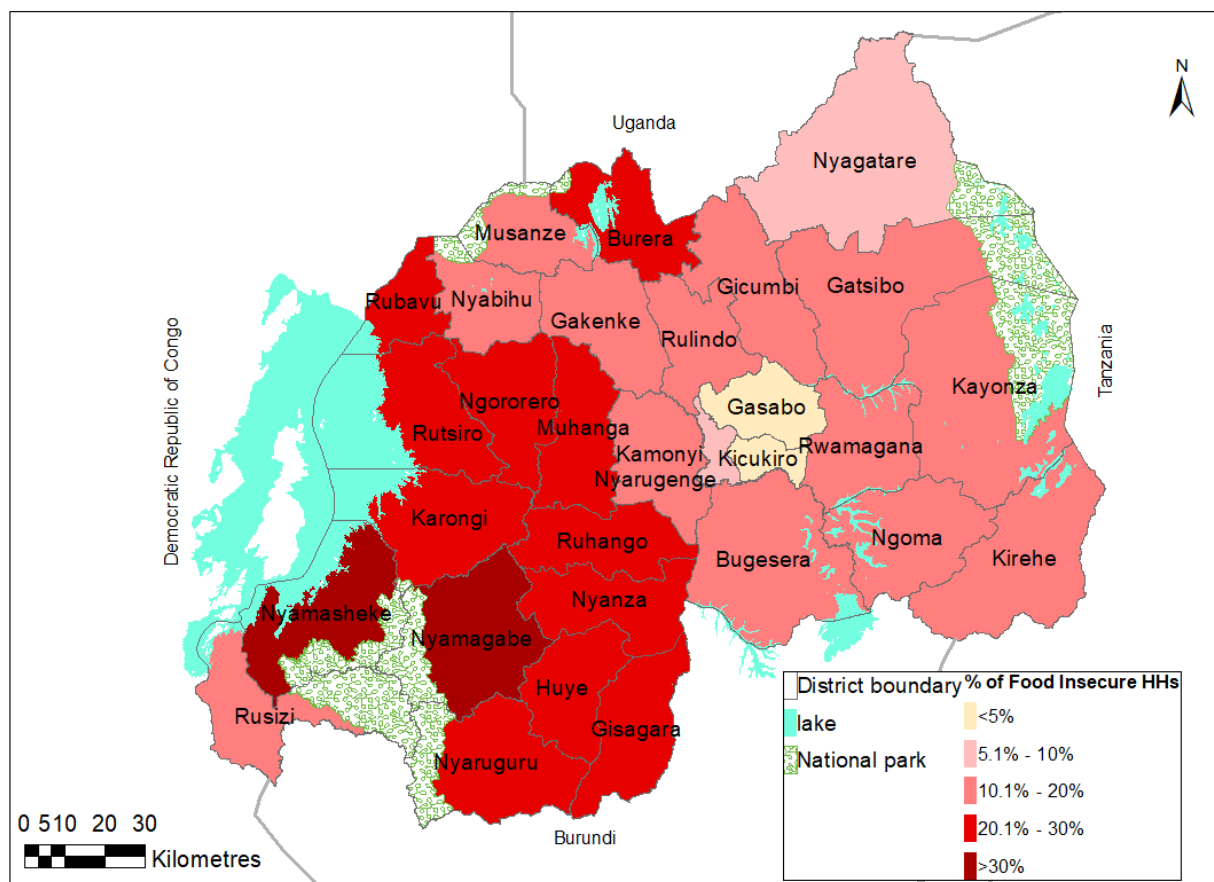 N
Uganda
Nyagatare
Musanze
Burera
Rubavu
Nyabihu
Gicumbi
Gatsibo
Gakenke
Rulindo
Democratic Republic of Congo
Tanzania
Kayonza
Gasabo
Ngororero
Muhanga
Rutsiro
Kamonyi
Kicukiro
Rwamagana
Nyarugenge
Karongi
Ruhango
Bugesera
Ngoma
Kirehe
Nyamasheke
Nyanza
Nyamagabe
Huye
Rusizi
Gisagara
Nyaruguru
Burundi
0 510 20 30
Kilometres
District boundary
lake
National park
% of Food Insecure HHs
<5%
5.1% - 10%
10.1% - 20%
20.1% - 30%
>30%